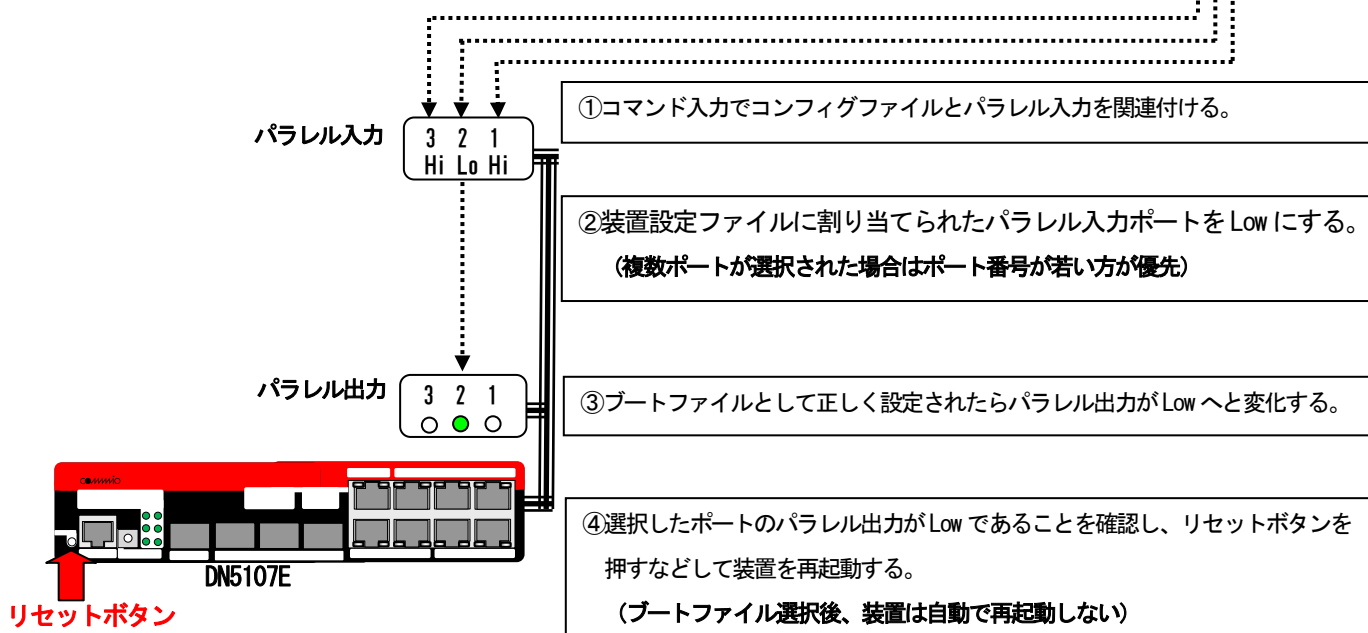 ①コマンド入力でコンフィグファイルとパラレル入力を関連付ける。
パラレル入力
3 2 1
Hi Lo Hi
②装置設定ファイルに割り当てられたパラレル入力ポートを Low にする。
（複数ポートが選択された場合はポート番号が若い方が優先）
パラレル出力
3 2 1
③ブートファイルとして正しく設定されたらパラレル出力が Low へと変化する。
④選択したポートのパラレル出力が Low であることを確認し、リセットボタンを
押すなどして装置を再起動する。
（ブートファイル選択後、装置は自動で再起動しない）
DN5107E
リセットボタン